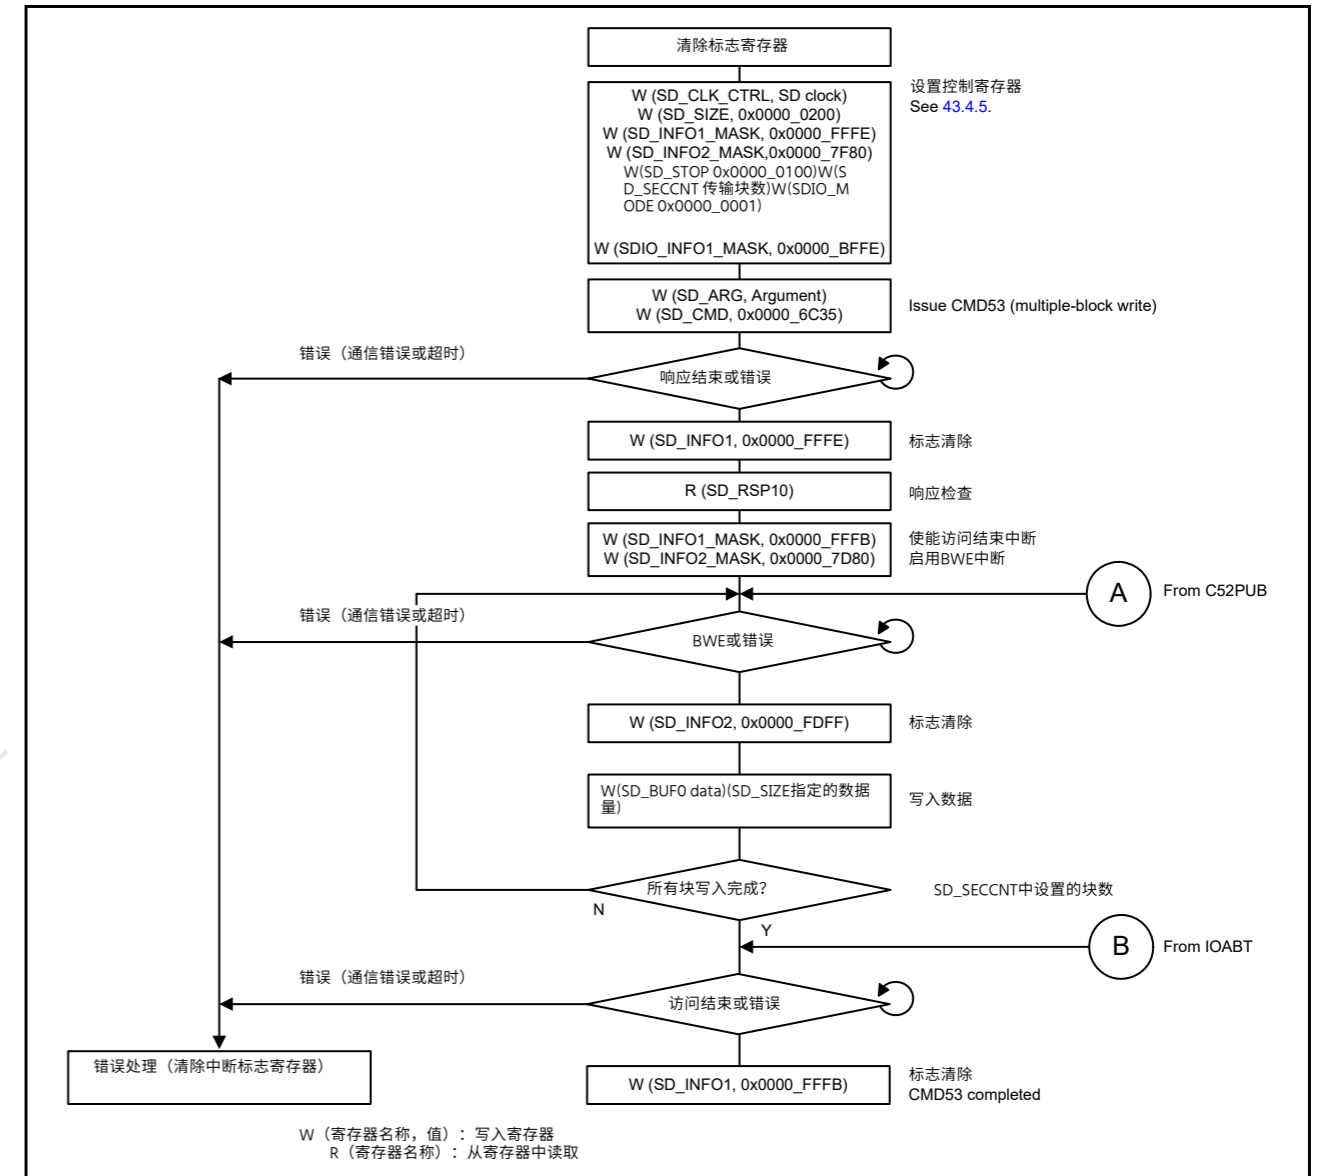 清除标志寄存器
W (SD_CLK_CTRL, SD clock)
W (SD_SIZE, 0x0000_0200)
W (SD_INFO1_MASK, 0x0000_FFFE)
W (SD_INFO2_MASK,0x0000_7F80)
W(SD_STOP 0x0000_0100)W(S
D_SECCNT 传输块数)W(SDIO_M
ODE 0x0000_0001)
W (SDIO_INFO1_MASK, 0x0000_BFFE)
设置控制寄存器
See 43.4.5.
W (SD_ARG, Argument)
W (SD_CMD, 0x0000_6C35)
Issue CMD53 (multiple-block write)
错误（通信错误或超时）
响应结束或错误
W (SD_INFO1, 0x0000_FFFE)
标志清除
R (SD_RSP10)
响应检查
W (SD_INFO1_MASK, 0x0000_FFFB)
W (SD_INFO2_MASK, 0x0000_7D80)
使能访问结束中断
启用BWE中断
A
From C52PUB
错误（通信错误或超时）
BWE或错误
W (SD_INFO2, 0x0000_FDFF)
标志清除
W(SD_BUF0 data)(SD_SIZE指定的数据
量)
写入数据
所有块写入完成？
SD_SECCNT中设置的块数
N
Y
B
From IOABT
错误（通信错误或超时）
访问结束或错误
错误处理（清除中断标志寄存器）
W (SD_INFO1, 0x0000_FFFB)
标志清除
CMD53 completed
W（寄存器名称，值）：写入寄存器
R（寄存器名称）：从寄存器中读取